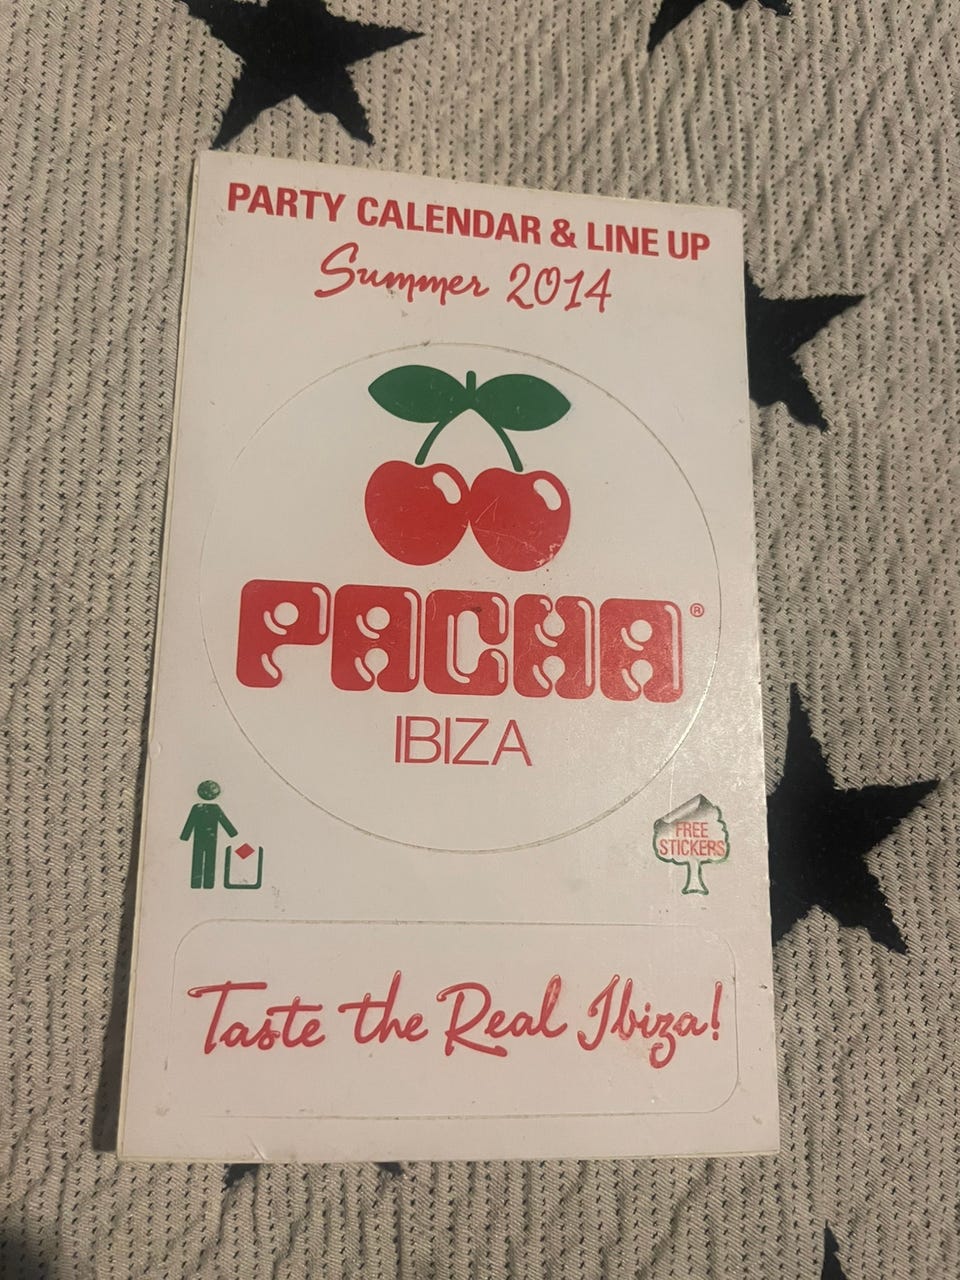 PARTY CALENDAR & LINE UP
Summer 2014
PACHA®
IBIZA
FREE
STICKERS
Taste the Real Ibiza!